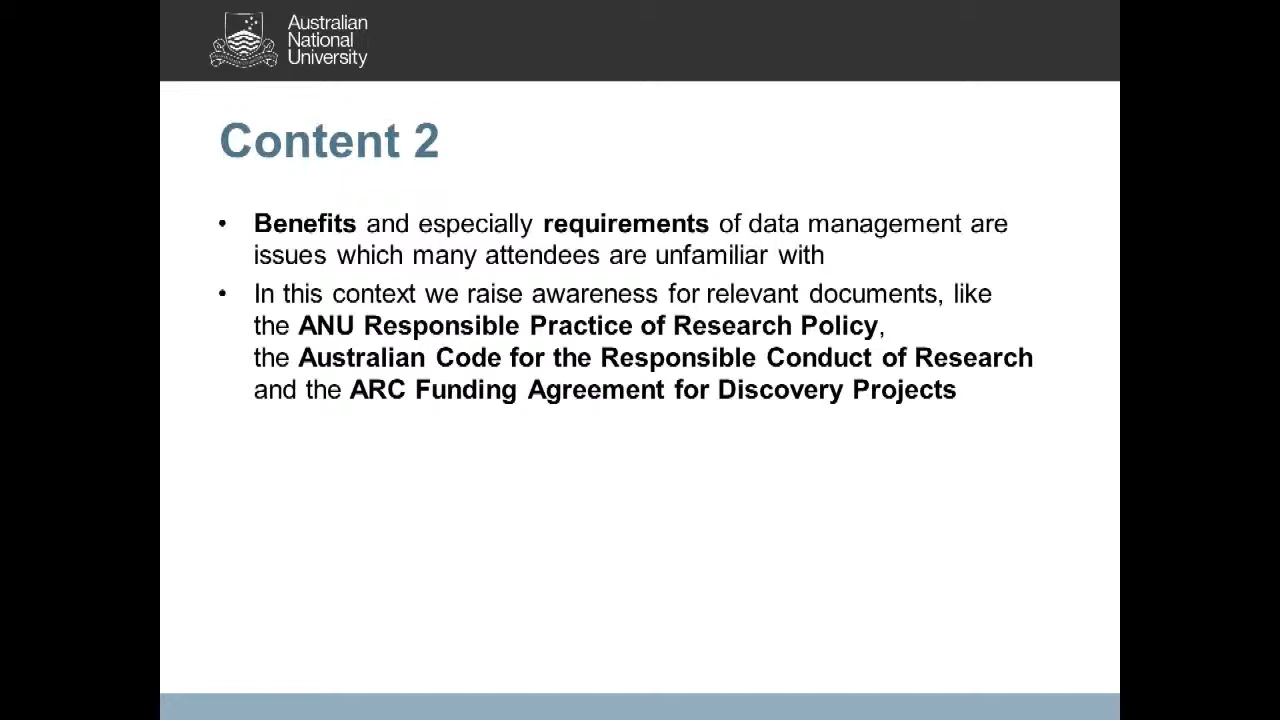 Australian
National
University
Content 2
• Benefits and especially requirements of data management are
issues which many attendees are unfamiliar with
• In this context we raise awareness for relevant documents, like
the ANU Responsible Practice of Research Policy,
the Australian Code for the Responsible Conduct of Research
and the ARC Funding Agreement for Discovery Projects